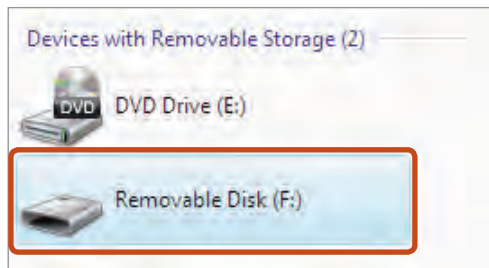 Devices with Removable Storage (2)
DVD
DVD Drive (E:)
Removable Disk (F:)